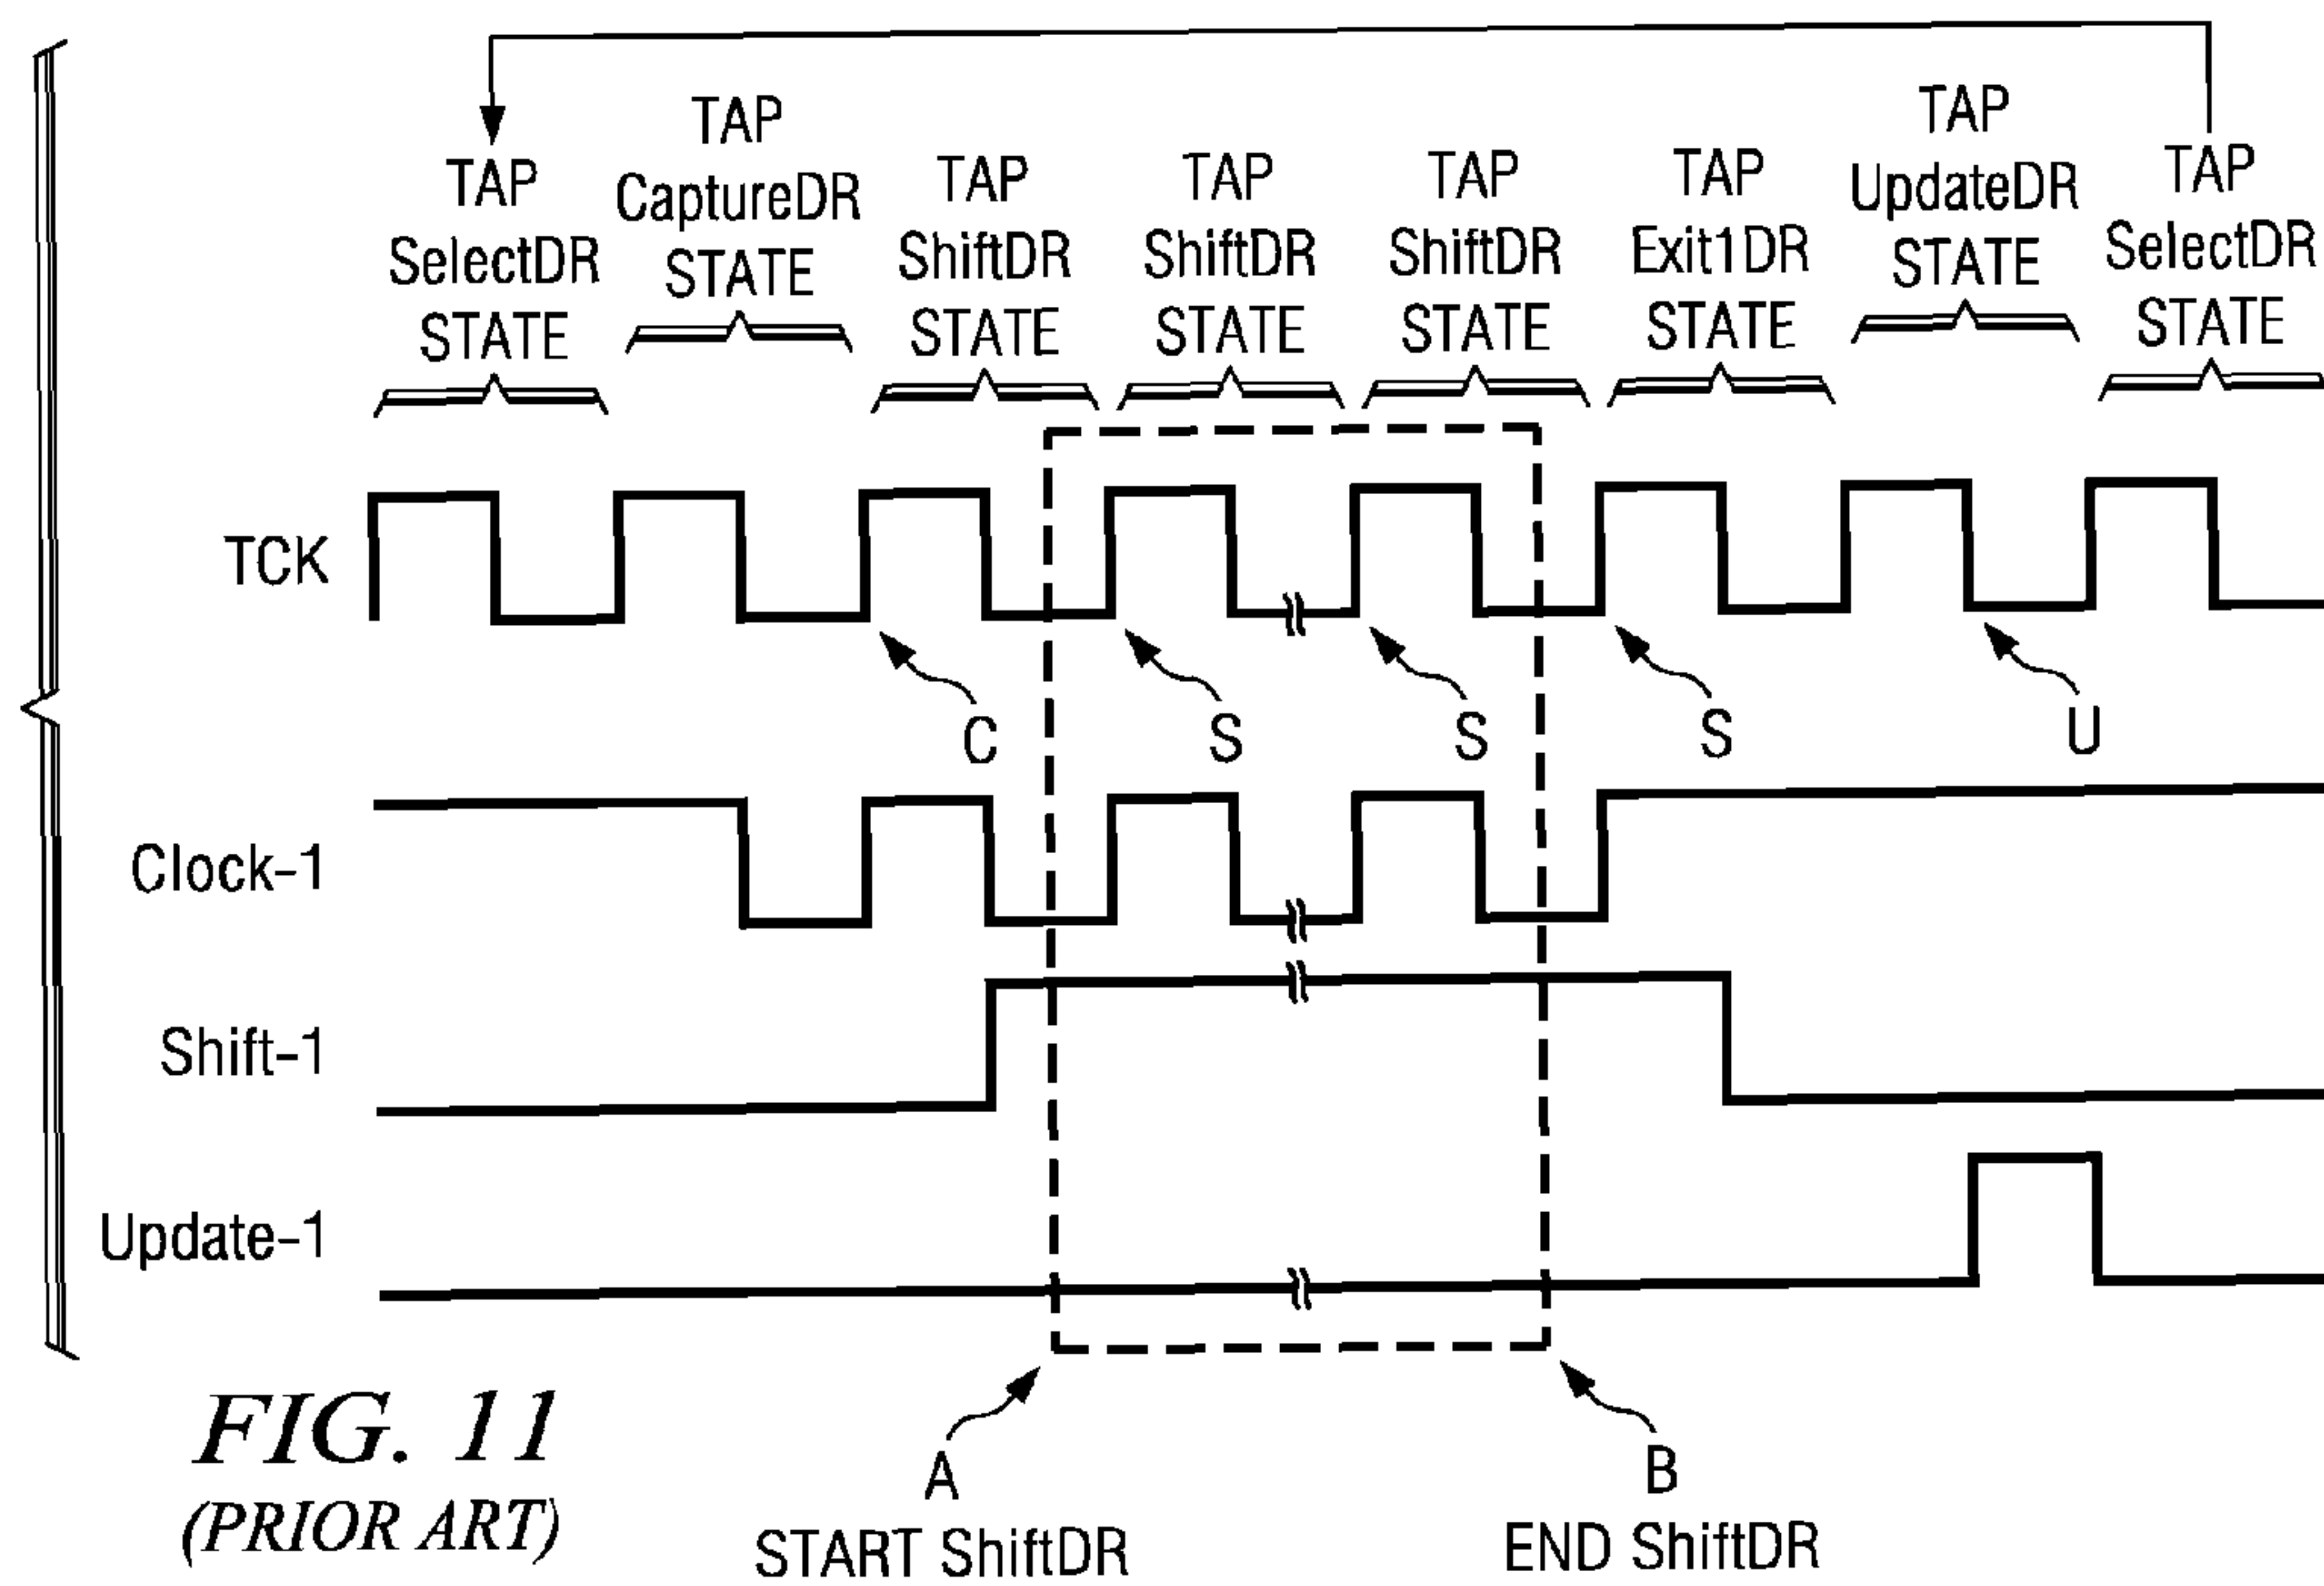 TAP
SelectDR
STATE
TAP
CaptureDR
STATE
TAP
ShiftDR
STATE
TAP
ShiftDR
STATE
TAP
ShiftDR
STATE
TAP
Exit1DR
STATE
TAP
UpdateDR
STATE
TAP
SelectDR
STATE
TCK
C
S
S
S
U
Clock-1
Shift-1
Update-1
A
START ShiftDR
B
END ShiftDR
FIG. 11
(PRIOR ART)